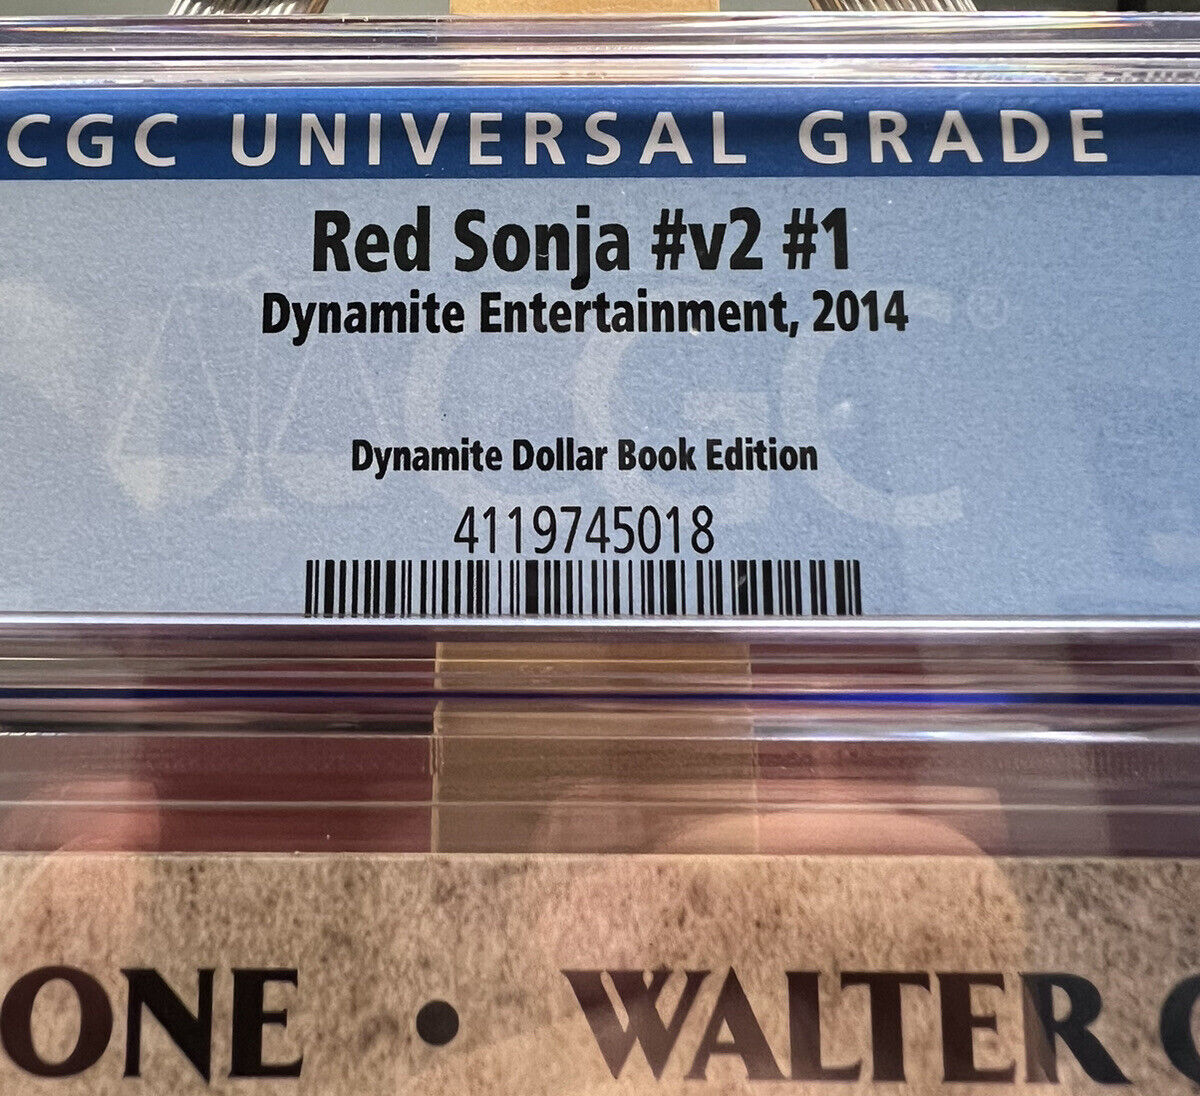 CGC UNIVERSAL GRADE
Red Sonja #v2 #1
Dynamite Entertainment, 2014
CGC
Dynamite Dollar Book Edition
4119745018
ONE • WALTER